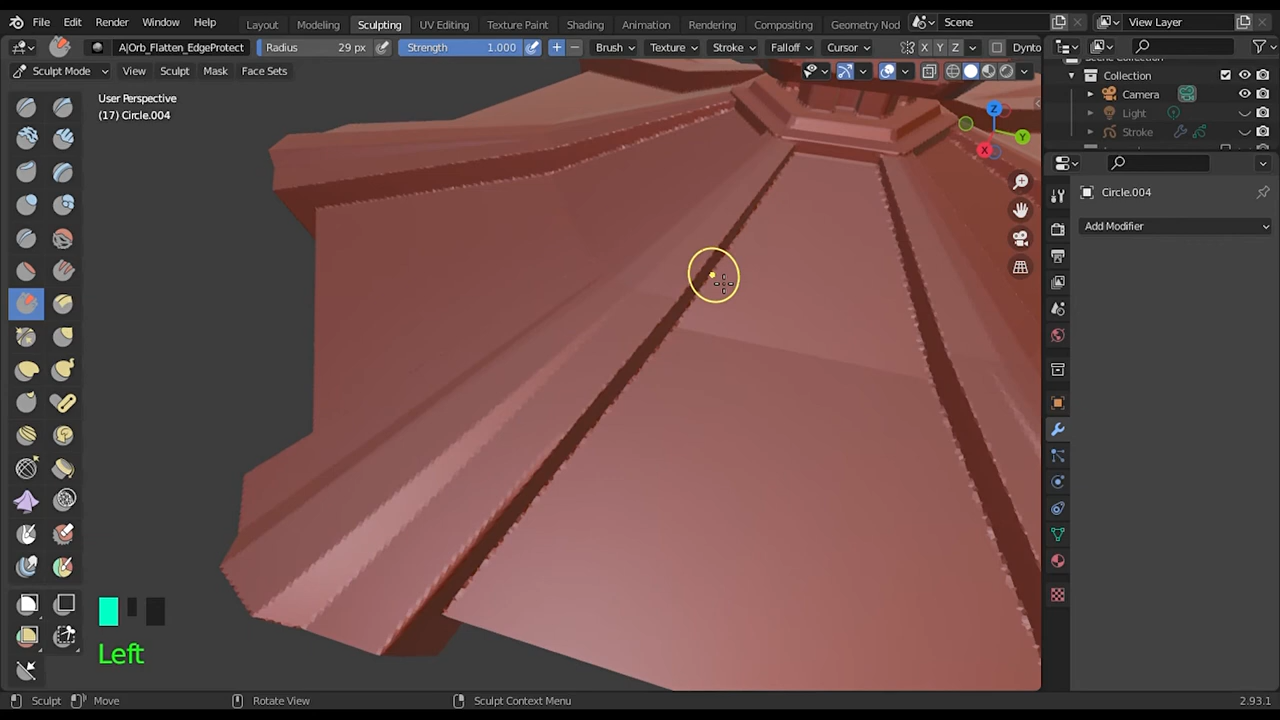 File Edit Render Window Help Layout Modeling Sculpting UV Editing Texture Paint Shading Animation Rendering Compositing Geometry Nod Scene View Layer
A|Orb_Flatten_EdgeProtect Radius 29 px Strength 1.000 Brush Texture Stroke Falloff Cursor X Y Z Dynto
Sculpt Mode View Sculpt Mask Face Sets
Collection
Camera
Light
Stroke
User Perspective
(17) Circle.004
Z
Y
X
Circle.004
Add Modifier
Left
Sculpt Move Rotate View Sculpt Context Menu 2.93.1